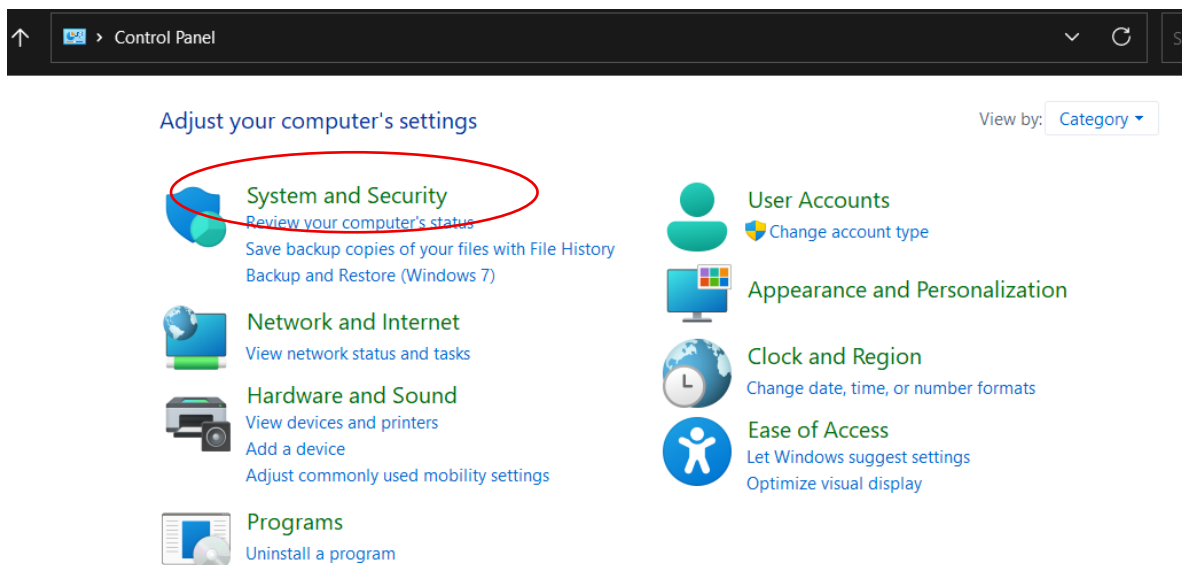 Control Panel
S
Adjust your computer's settings
View by: Category
System and Security
Review your computer's status
Save backup copies of your files with File History
Backup and Restore (Windows 7)
Network and Internet
View network status and tasks
Hardware and Sound
View devices and printers
Add a device
Adjust commonly used mobility settings
Programs
Uninstall a program
User Accounts
Change account type
Appearance and Personalization
Clock and Region
Change date, time, or number formats
Ease of Access
Let Windows suggest settings
Optimize visual display